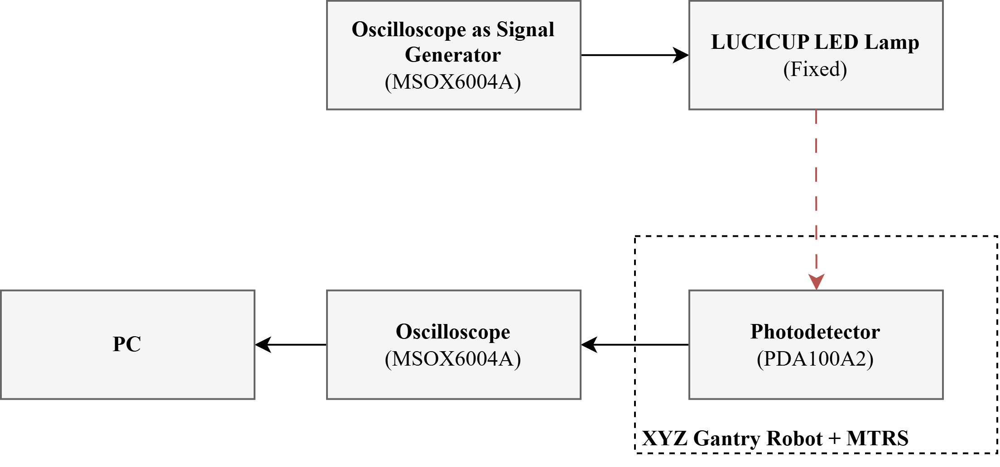 Oscilloscope as Signal
Generator
(MSOX6004A)
LUCICUP LED Lamp
(Fixed)
PC
Oscilloscope
(MSOX6004A)
Photodetector
(PDA100A2)
XYZ Gantry Robot + MTRS